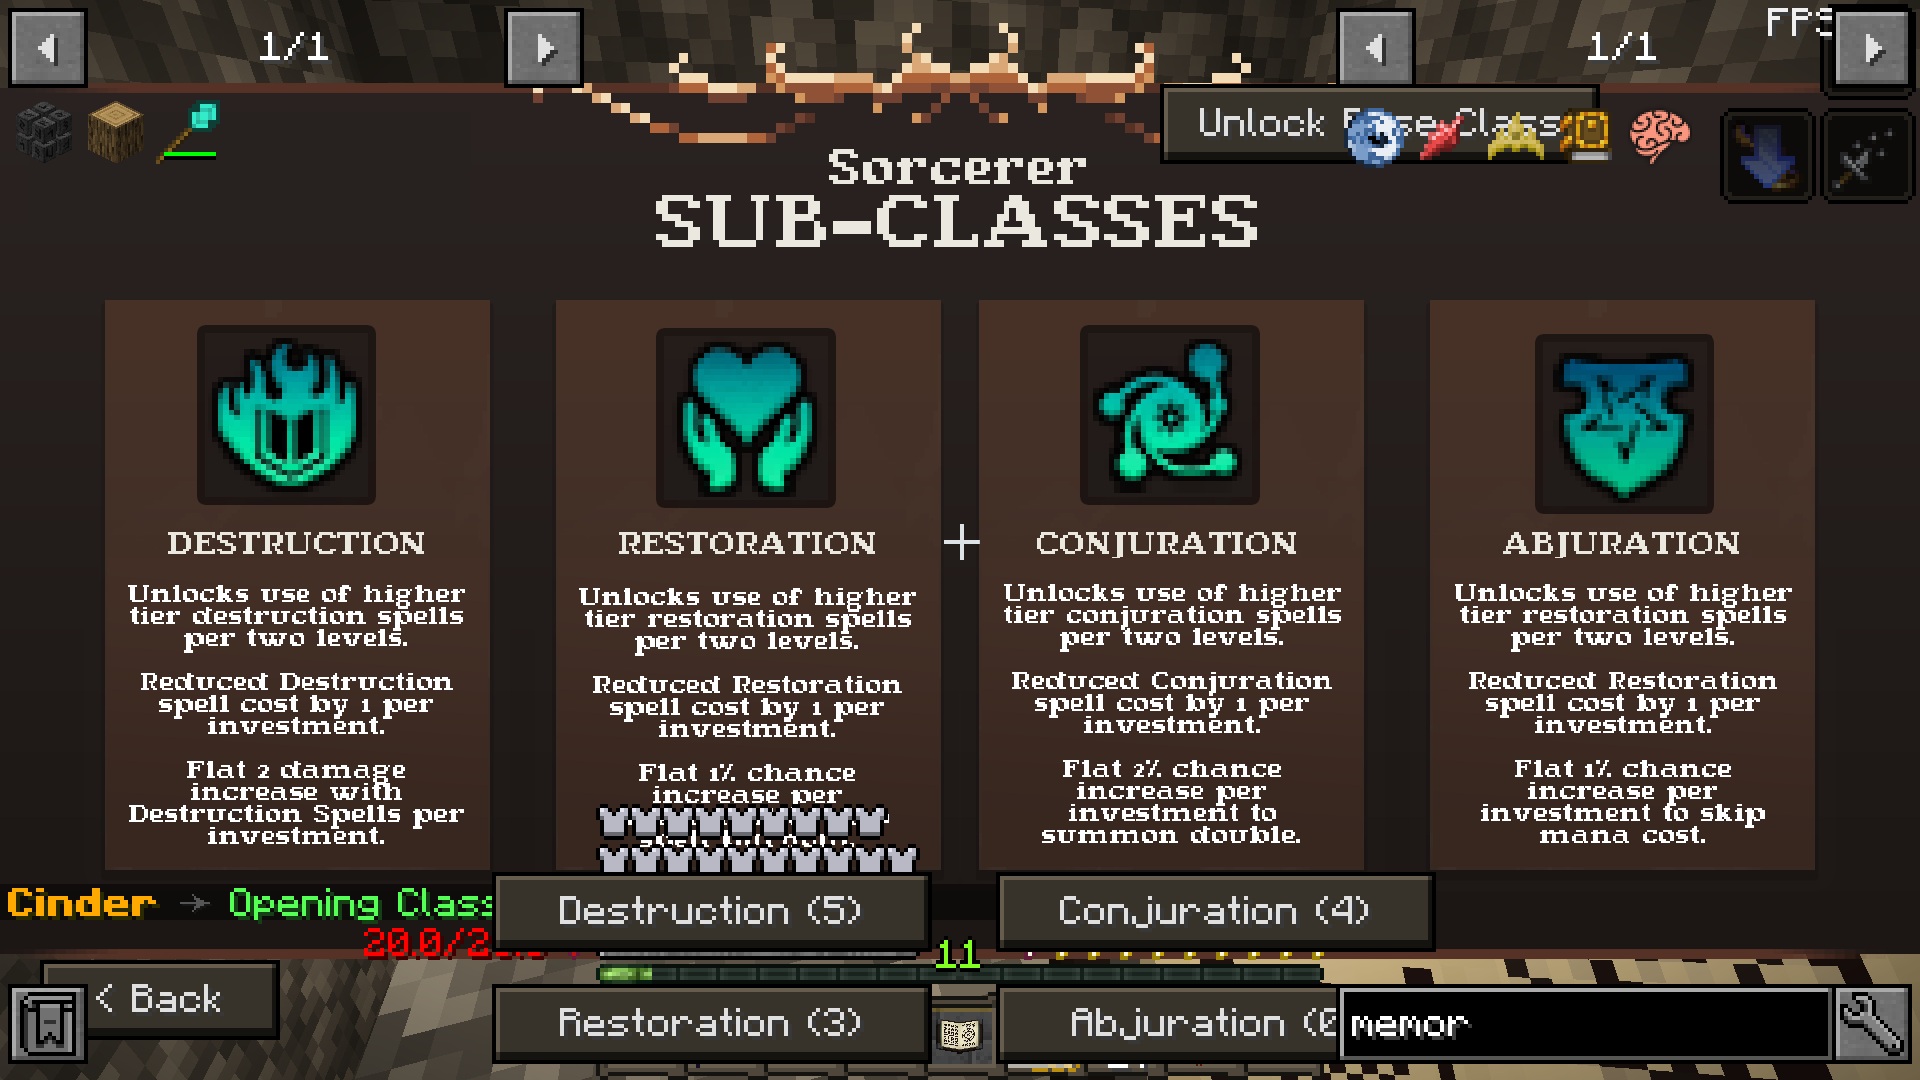 1/1
1/1
FPS
Unlock Base Class
Sorcerer
SUB-CLASSES
DESTRUCTION
Unlocks use of higher
tier destruction spells
per two levels.
Reduced Destruction
spell cost by 1 per
investment.
Flat 2 damage
increase with
Destruction Spells per
investment.
RESTORATION
Unlocks use of higher
tier restoration spells
per two levels.
Reduced Restoration
spell cost by 1 per
investment.
Flat 1% chance
increase per
CONJURATION
Unlocks use of higher
tier conjuration spells
per two levels.
Reduced Conjuration
spell cost by 1 per
investment.
Flat 2% chance
increase per
investment to
summon double.
ABJURATION
Unlocks use of higher
tier restoration spells
per two levels.
Reduced Restoration
spell cost by 1 per
investment.
Flat 1% chance
increase per
investment to skip
mana cost.
Cinder → Opening Class
20.0/2
Destruction (5)
Conjuration (4)
11
< Back
Restoration (3)
Abjuration (0
memor